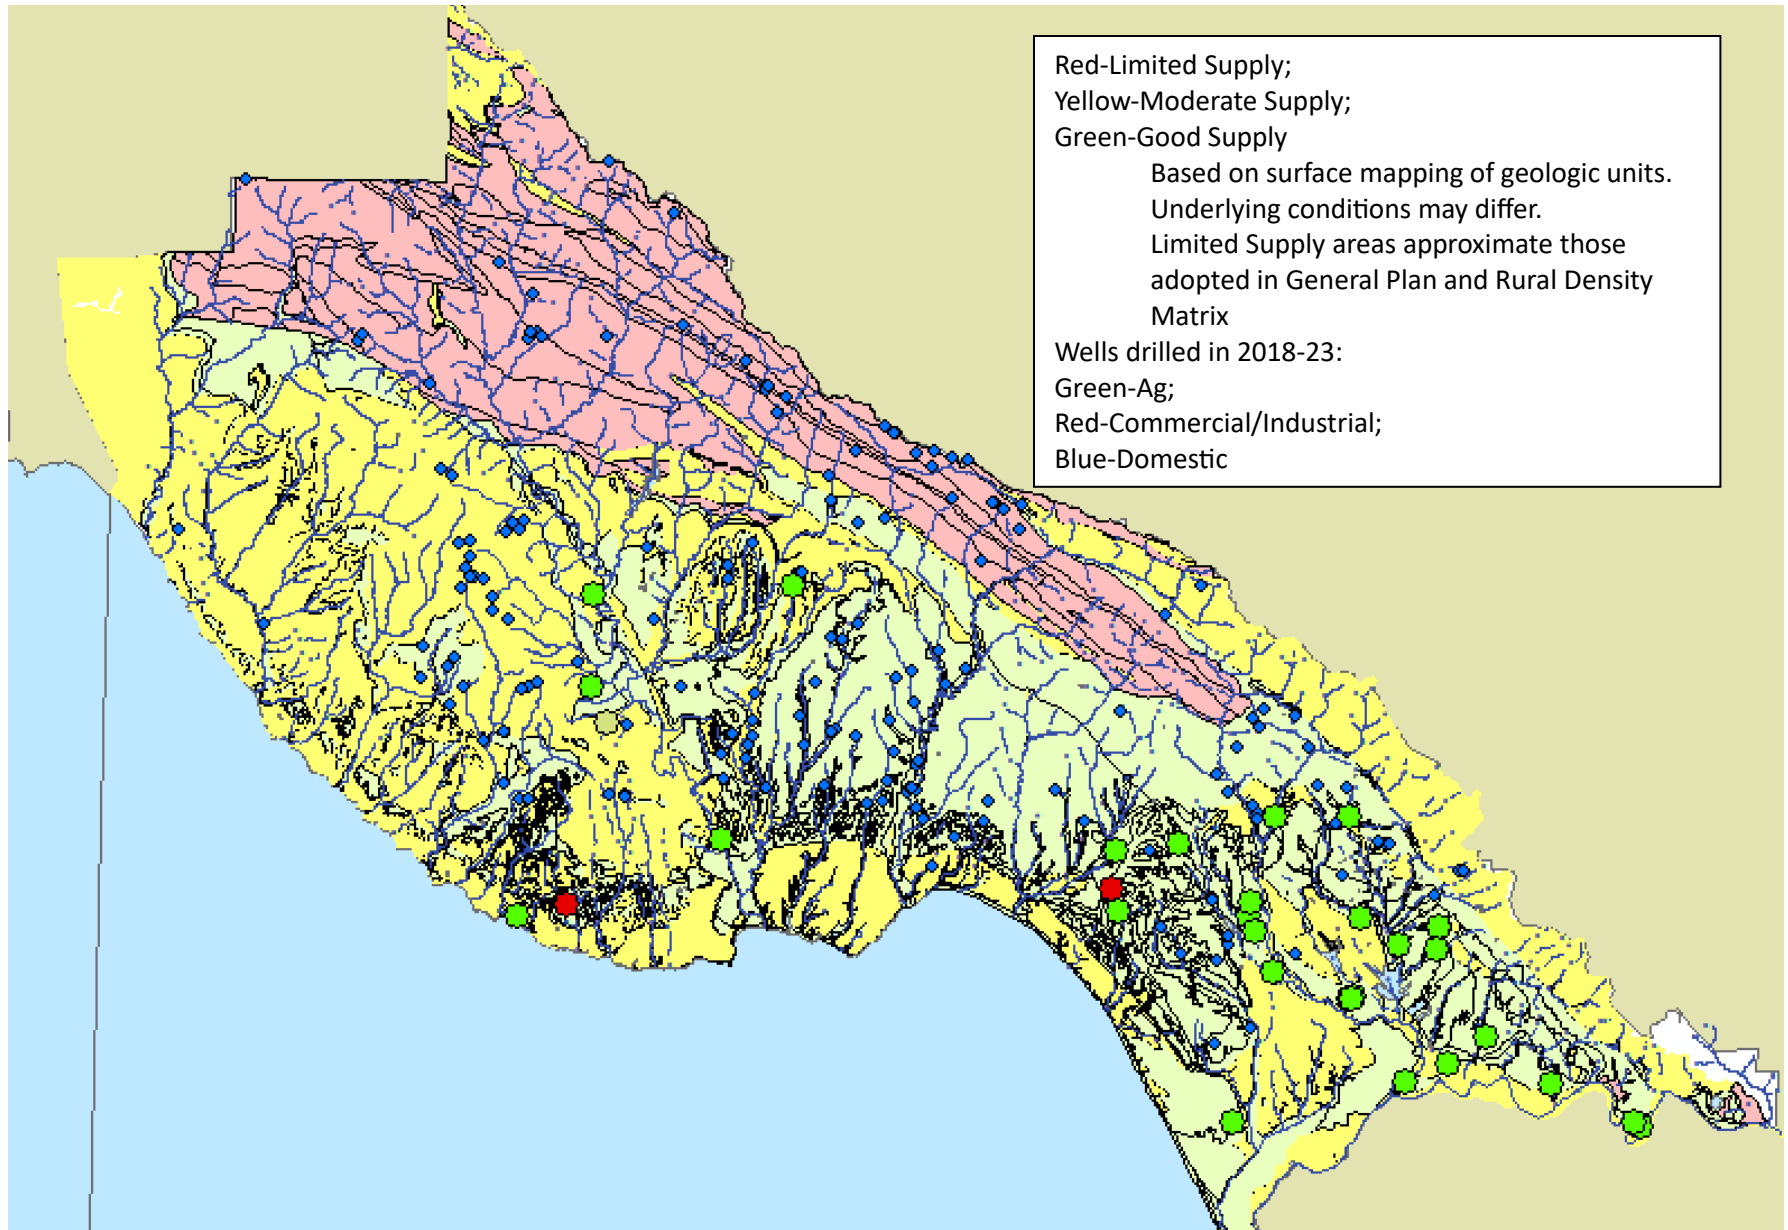 Red-Limited Supply;
Yellow-Moderate Supply;
Green-Good Supply
Based on surface mapping of geologic units.
Underlying conditions may differ.
Limited Supply areas approximate those
adopted in General Plan and Rural Density
Matrix
Wells drilled in 2018-23:
Green-Ag;
Red-Commercial/Industrial;
Blue-Domestic